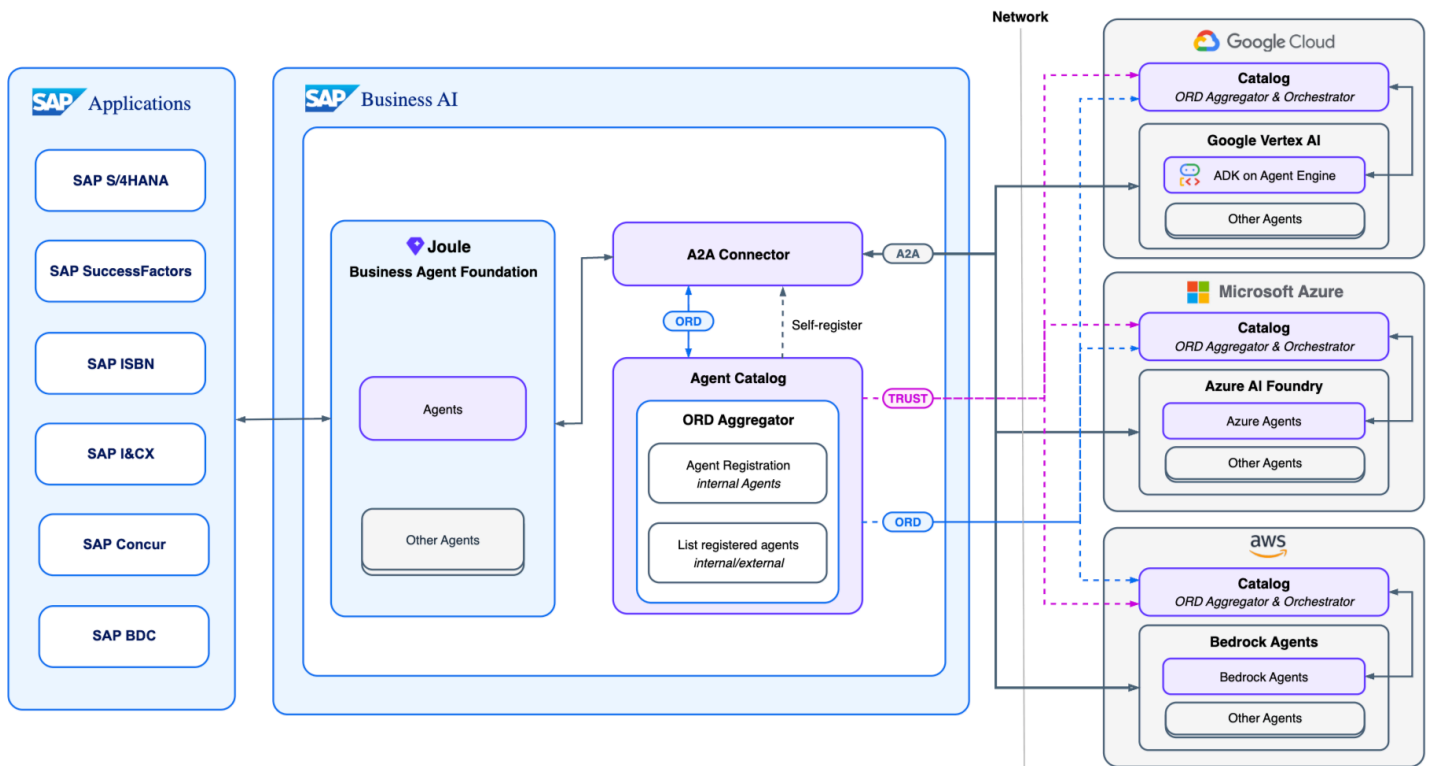 Network
SAP Applications
SAP S/4HANA
SAP SuccessFactors
SAP ISBN
SAP I&CX
SAP Concur
SAP BDC
SAP Business AI
Joule
Business Agent Foundation
Agents
Other Agents
A2A Connector
A2A
ORD
Self-register
Agent Catalog
TRUST
ORD Aggregator
Agent Registration
internal Agents
ORD
List registered agents
internal/external
Google Cloud
Catalog
ORD Aggregator & Orchestrator
Google Vertex AI
ADK on Agent Engine
Other Agents
Microsoft Azure
Catalog
ORD Aggregator & Orchestrator
Azure AI Foundry
Azure Agents
Other Agents
aws
Catalog
ORD Aggregator & Orchestrator
Bedrock Agents
Bedrock Agents
Other Agents